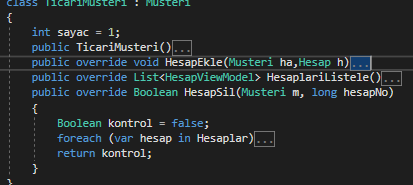 class TicariMusteri : Musteri
{
int sayac = 1;
public TicariMusteri()...
public override void HesapEkle(Musteri ha,Hesap h)...
public override List<HesapViewModel> HesaplariListele()...
public override Boolean HesapSil(Musteri m, long hesapNo)
{
Boolean kontrol = false;
foreach (var hesap in Hesaplar)...
return kontrol;
}
}